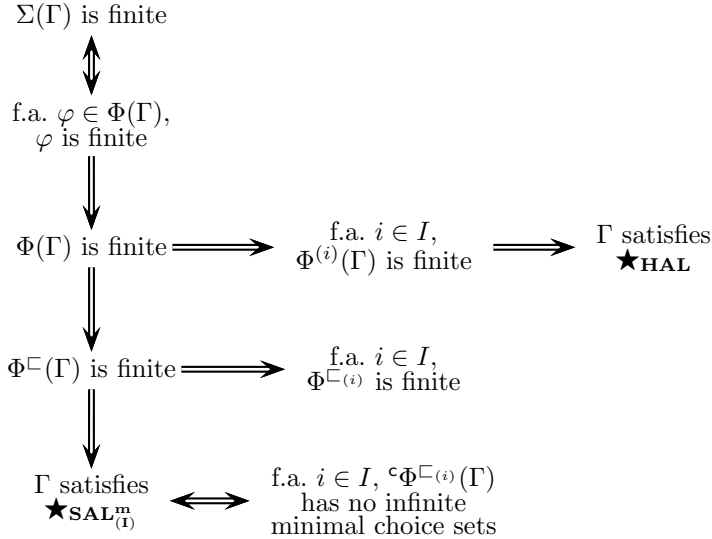 Σ(Γ) is finite
f.a. φ ∈ Φ(Γ),
φ is finite
Φ(Γ) is finite
f.a. i ∈ I,
Φ⁽ⁱ⁾(Γ) is finite
Γ satisfies
★HAL
Φ^⊏(Γ) is finite
f.a. i ∈ I,
Φ^⊏₍ᵢ₎ is finite
Γ satisfies
★SAL^m_(I)
f.a. i ∈ I, ᶜΦ^⊏₍ᵢ₎(Γ)
has no infinite
minimal choice sets